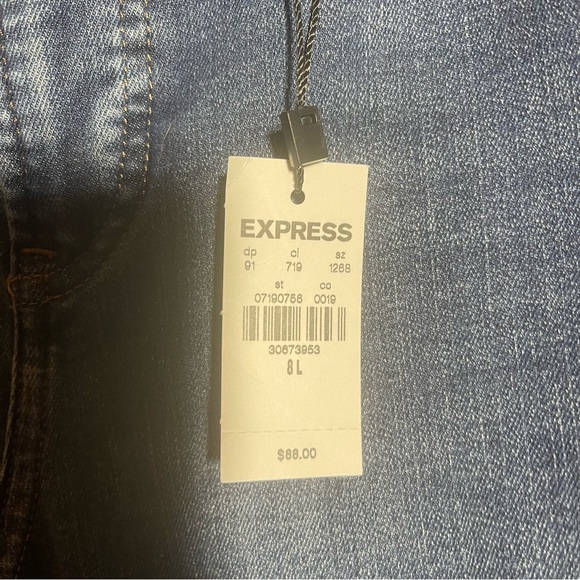 EXPRESS
dp cl sz
91 719 1268
st co
07190756 0019
30673953
8 L
$88.00